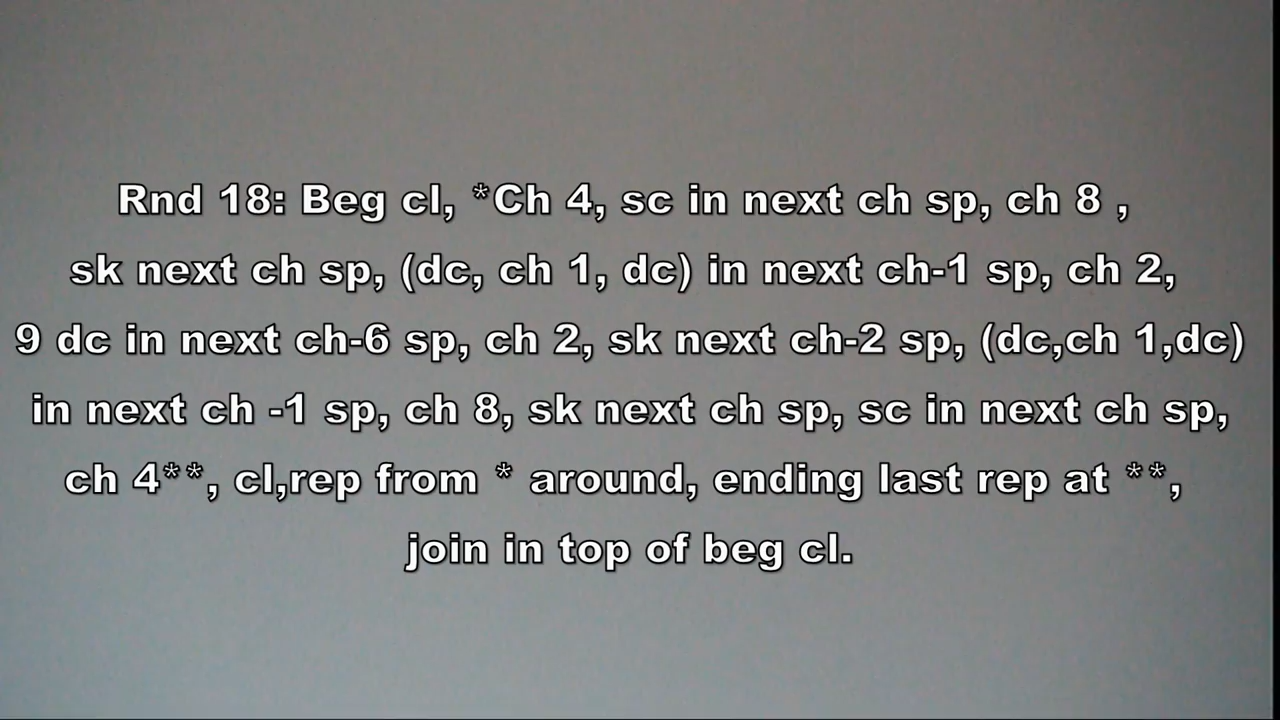 Rnd 18: Beg cl, *Ch 4, sc in next ch sp, ch 8 ,
sk next ch sp, (dc, ch 1, dc) in next ch-1 sp, ch 2,
9 dc in next ch-6 sp, ch 2, sk next ch-2 sp, (dc,ch 1,dc)
in next ch -1 sp, ch 8, sk next ch sp, sc in next ch sp,
ch 4**, cl,rep from * around, ending last rep at **,
join in top of beg cl.